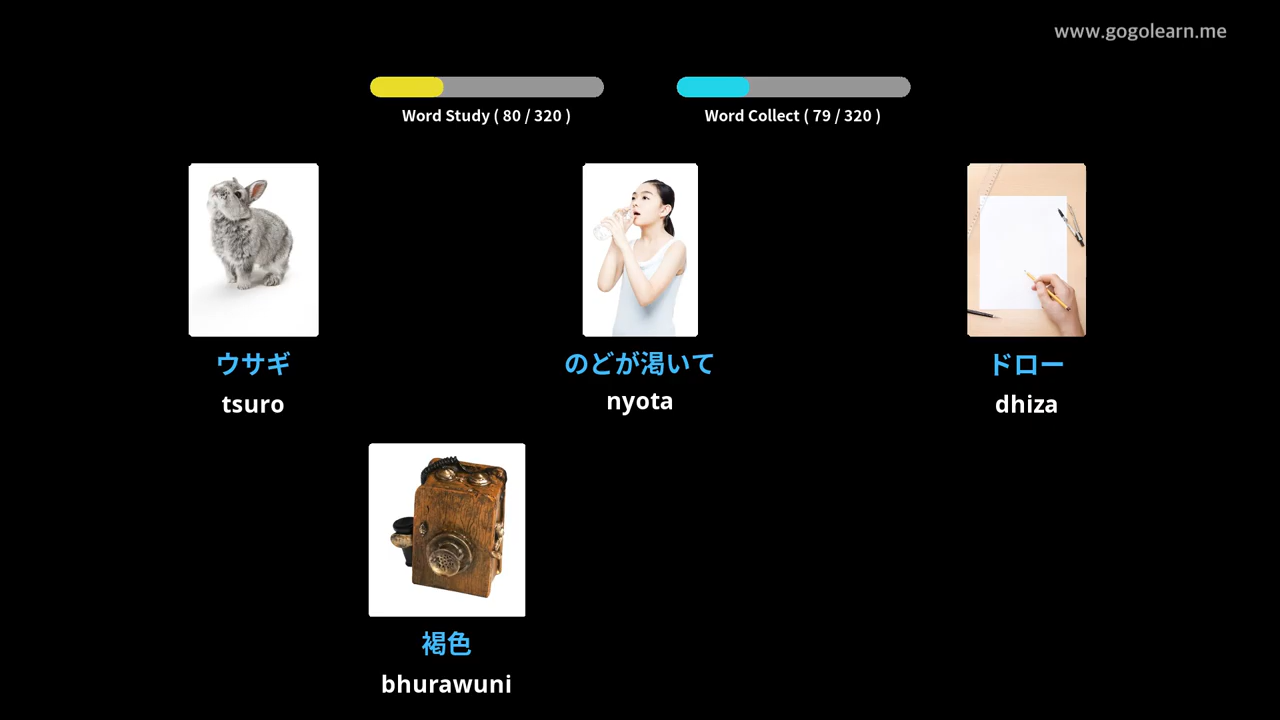 www.gogolearn.me
Word Study ( 80 / 320 )
Word Collect ( 79 / 320 )
ウサギ
tsuro
のどが渇いて
nyota
ドロー
dhiza
褐色
bhurawuni